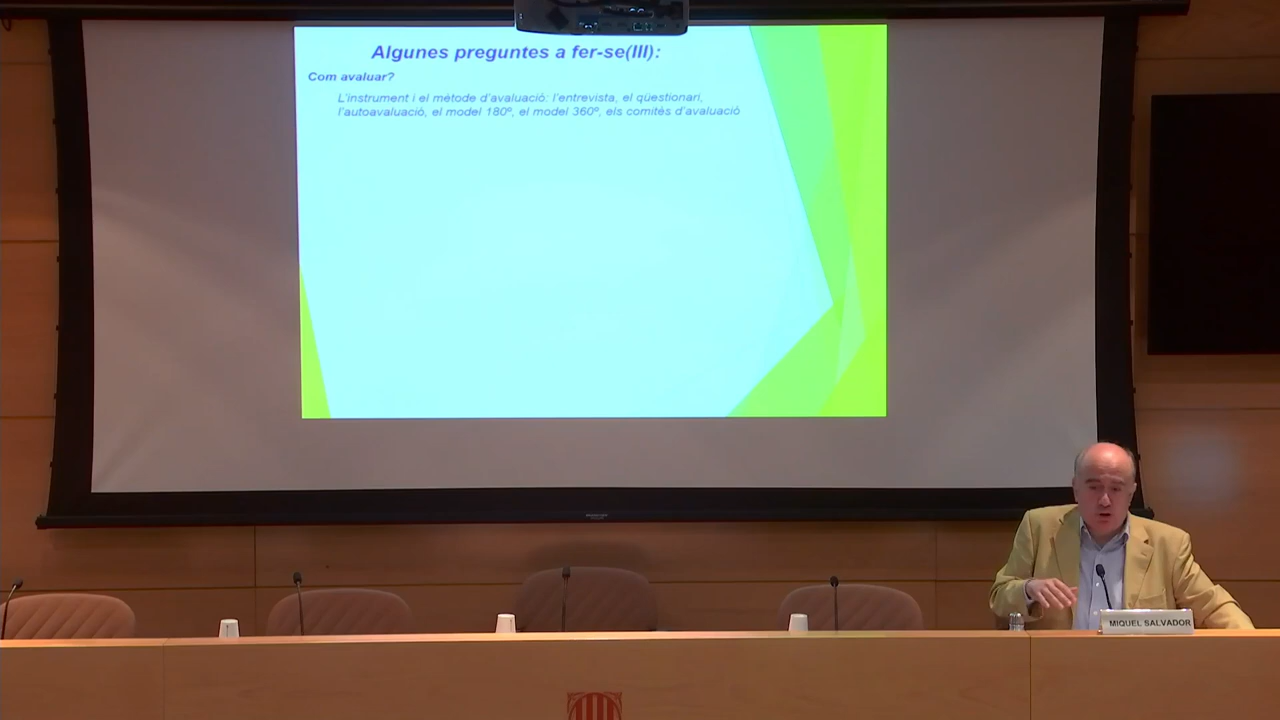 Algunes preguntes a fer-se(III):
Com avaluar?
L'instrument i el mètode d'avaluació: l'entrevista, el qüestionari,
l'autoavaluació, el model 180º, el model 360º, els comitès d'avaluació
MIQUEL SALVADOR